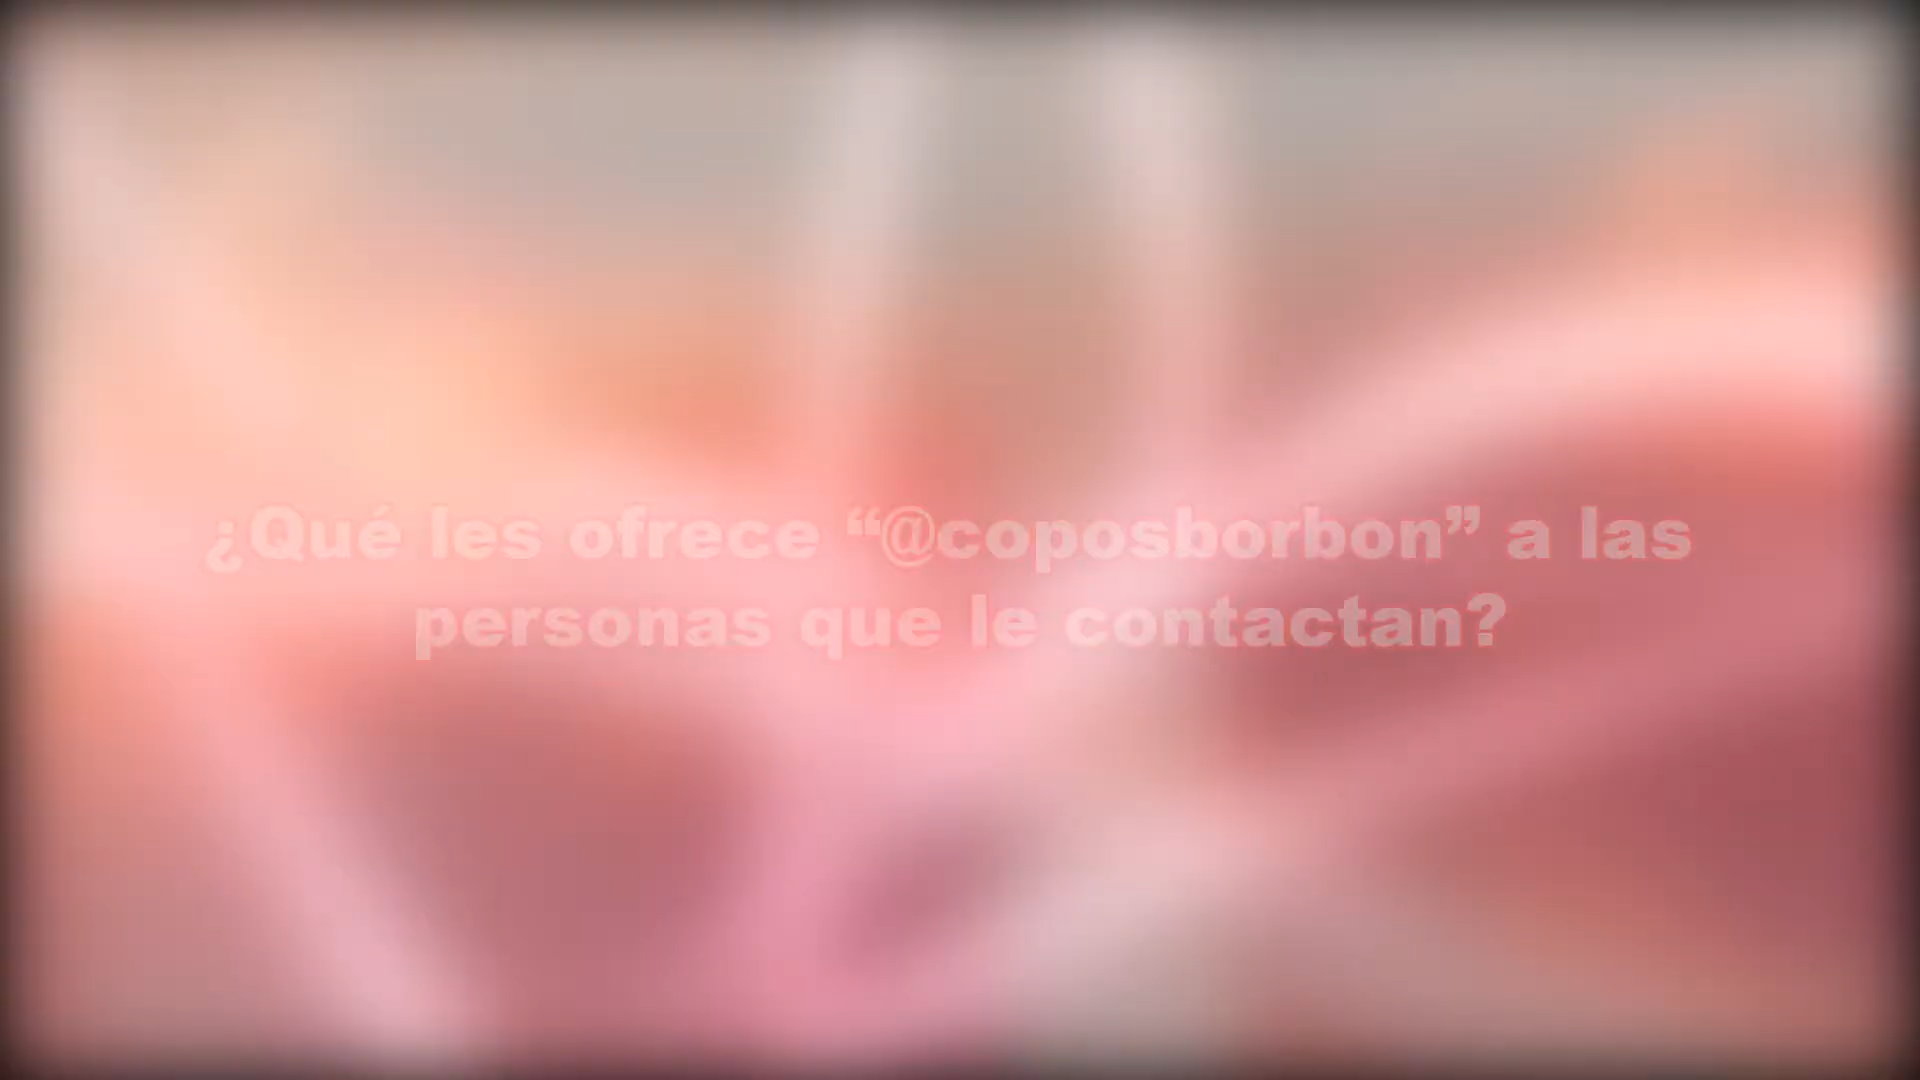 ¿Qué les ofrece “@coposborbon” a las
personas que le contactan?